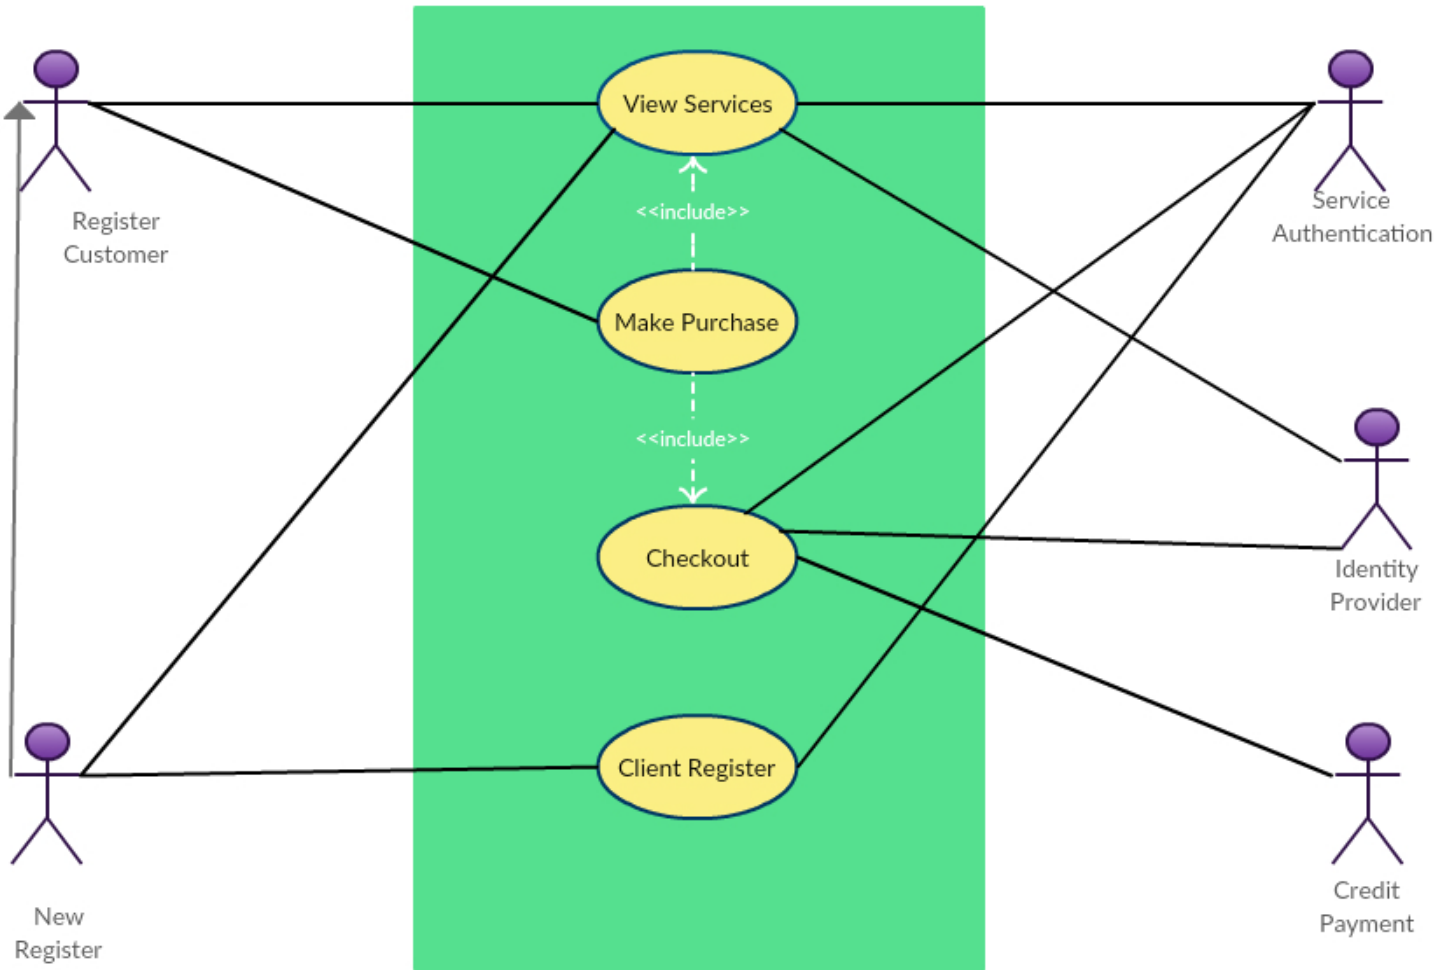 View Services
Register
Customer
Service
Authentication
<<include>>
Make Purchase
<<include>>
Checkout
Identity
Provider
Client Register
New
Register
Credit
Payment